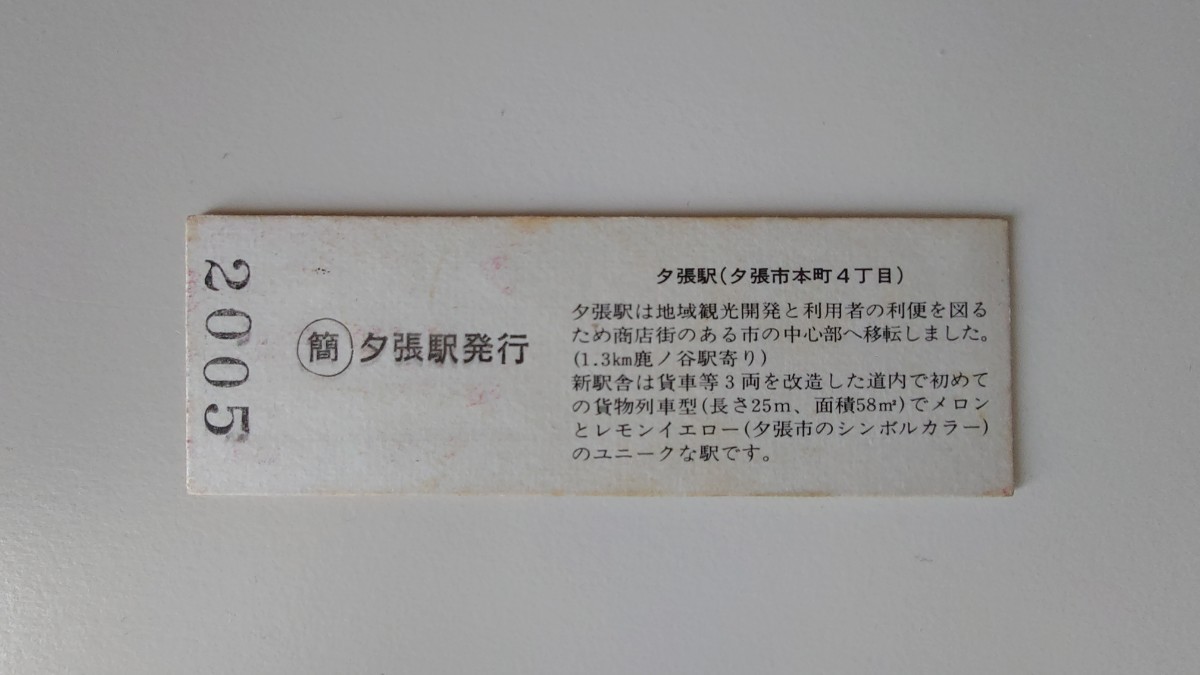 2005
㊢夕張駅発行
夕張駅(夕張市本町4丁目)
夕張駅は地域観光開発と利用者の利便を図る
ため商店街のある市の中心部へ移転しました。
(1.3km鹿ノ谷駅寄り)
新駅舎は貨車等3両を改造した道内で初めて
の貨物列車型(長さ25m、面積58㎡)でメロン
とレモンイエロー(夕張市のシンボルカラー)
のユニークな駅です。